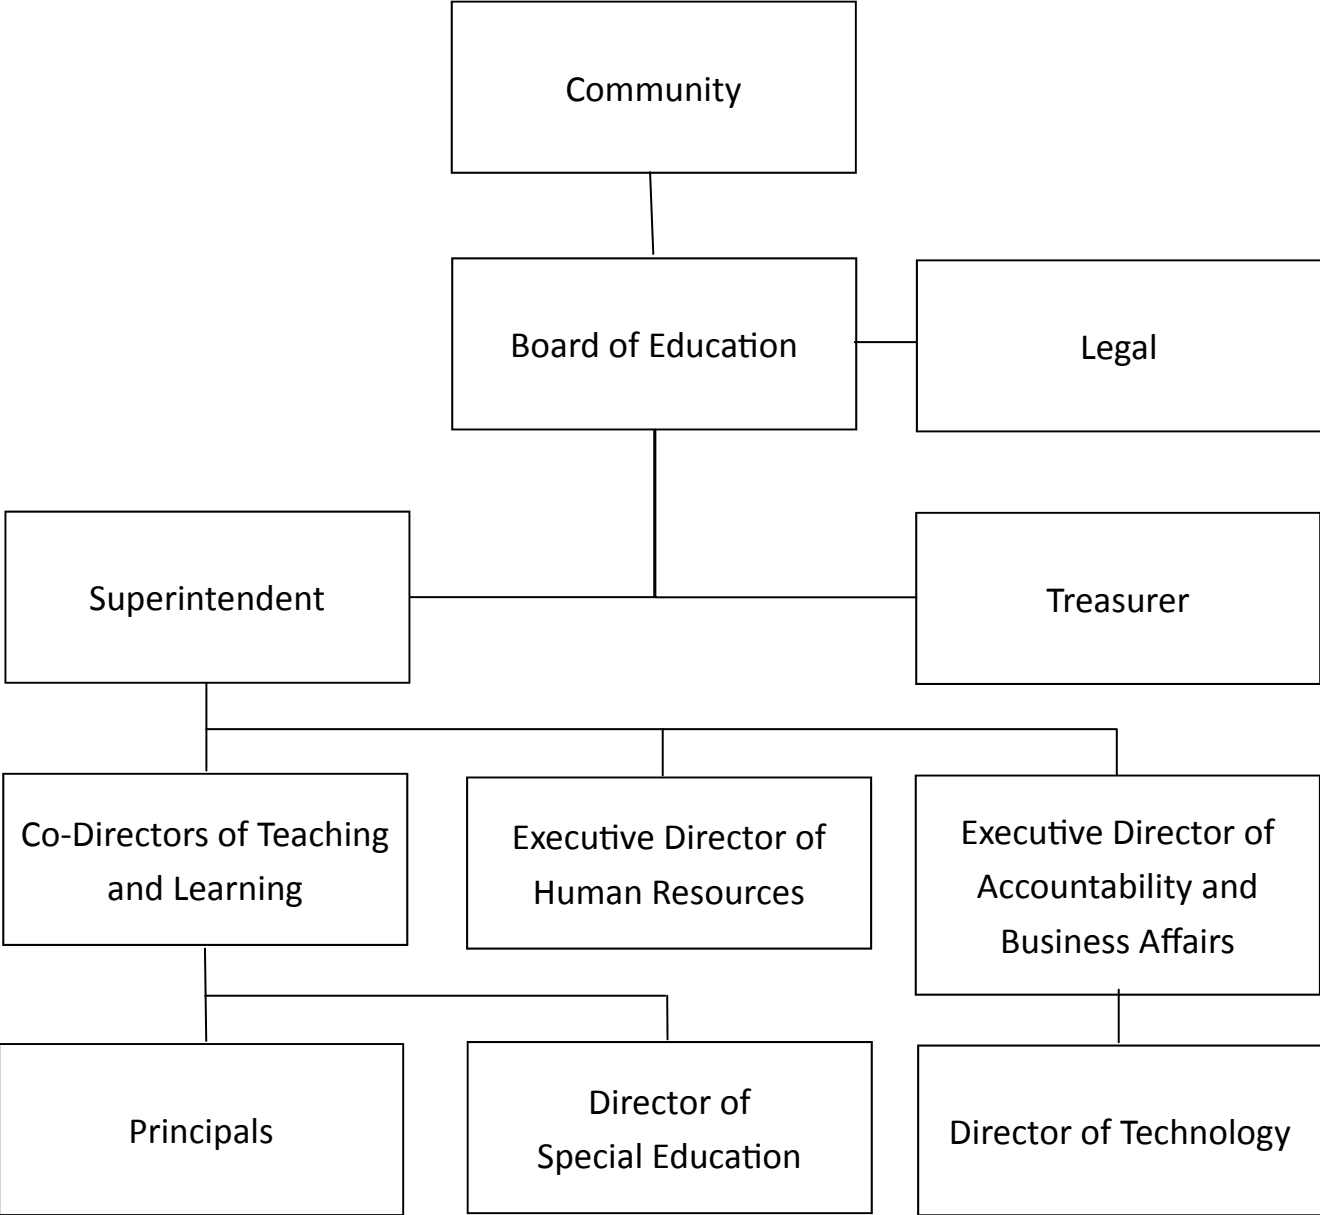 Community
Board of Education
Legal
Superintendent
Treasurer
Co-Directors of Teaching
and Learning
Executive Director of
Human Resources
Executive Director of
Accountability and
Business Affairs
Principals
Director of
Special Education
Director of Technology